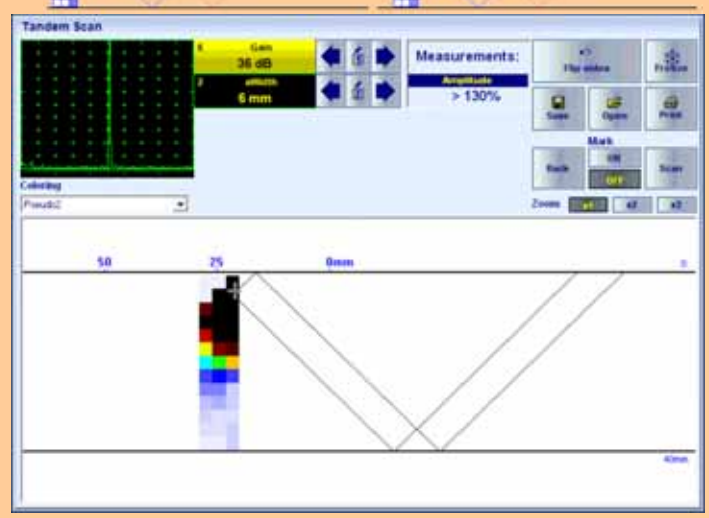 Tandem Scan
Gain
36 dB
2
6 mm
Measurements:
Amplitude
> 130%
Flip video
Freeze
Save
Open
Print
Mark
ON
OFF
Back
Scan
Coloring
Pseudo2
Zoom
x1
x2
x3
50
25
0mm
40mm